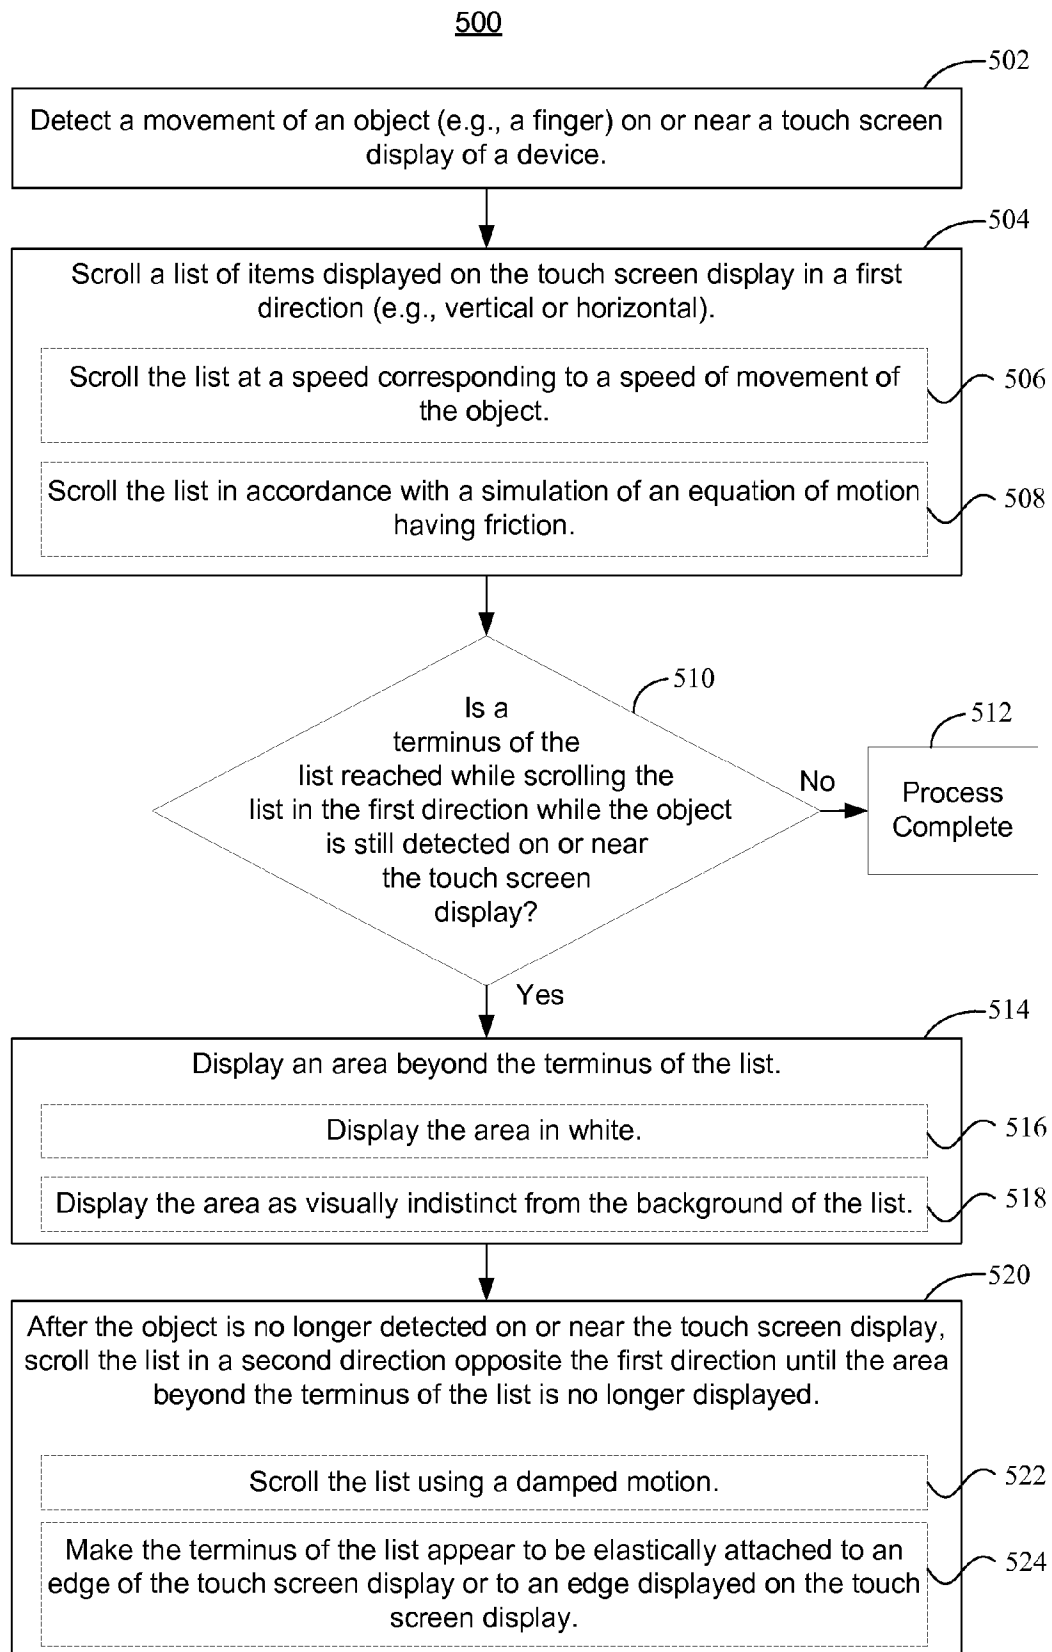 500
502
Detect a movement of an object (e.g., a finger) on or near a touch screen
display of a device.
504
Scroll a list of items displayed on the touch screen display in a first
direction (e.g., vertical or horizontal).
Scroll the list at a speed corresponding to a speed of movement of
the object.
506
Scroll the list in accordance with a simulation of an equation of motion
having friction.
508
510
Is a
terminus of the
list reached while scrolling the
list in the first direction while the object
is still detected on or near
the touch screen
display?
No
512
Process
Complete
Yes
514
Display an area beyond the terminus of the list.
Display the area in white.
516
Display the area as visually indistinct from the background of the list.
518
520
After the object is no longer detected on or near the touch screen display,
scroll the list in a second direction opposite the first direction until the area
beyond the terminus of the list is no longer displayed.
Scroll the list using a damped motion.
522
Make the terminus of the list appear to be elastically attached to an
edge of the touch screen display or to an edge displayed on the touch
screen display.
524